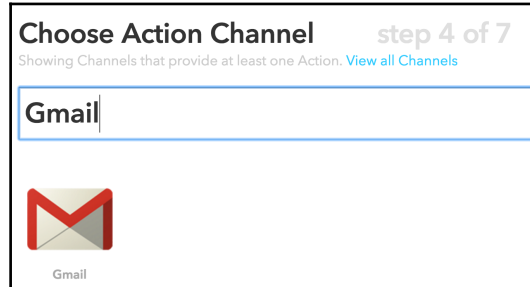 Choose Action Channel step 4 of 7
Showing Channels that provide at least one Action. View all Channels
Gmail
Gmail